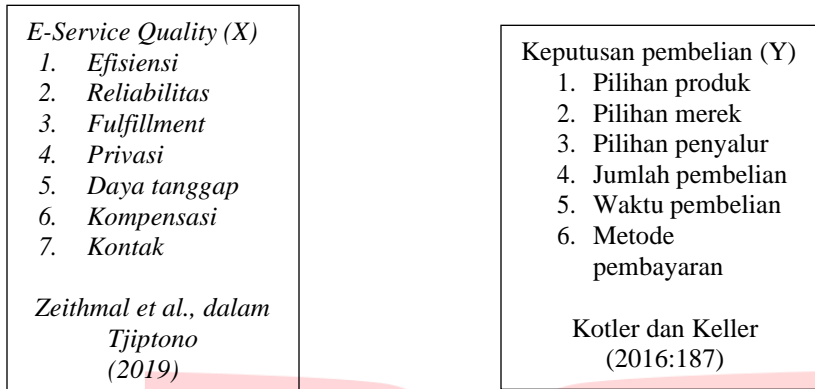 E-Service Quality (X)
1. Efisiensi
2. Reliabilitas
3. Fulfillment
4. Privasi
5. Daya tanggap
6. Kompensasi
7. Kontak
Zeithmal et al., dalam
Tjiptono
(2019)
Keputusan pembelian (Y)
1. Pilihan produk
2. Pilihan merek
3. Pilihan penyalur
4. Jumlah pembelian
5. Waktu pembelian
6. Metode
pembayaran
Kotler dan Keller
(2016:187)